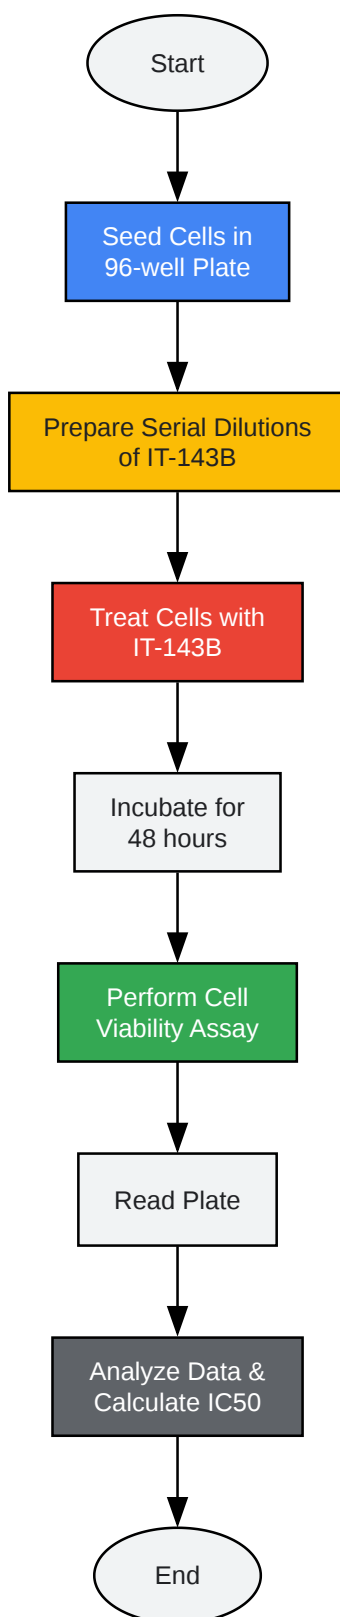 Start
Seed Cells in
96-well Plate
Prepare Serial Dilutions
of IT-143B
Treat Cells with
IT-143B
Incubate for
48 hours
Perform Cell
Viability Assay
Read Plate
Analyze Data &
Calculate IC50
End